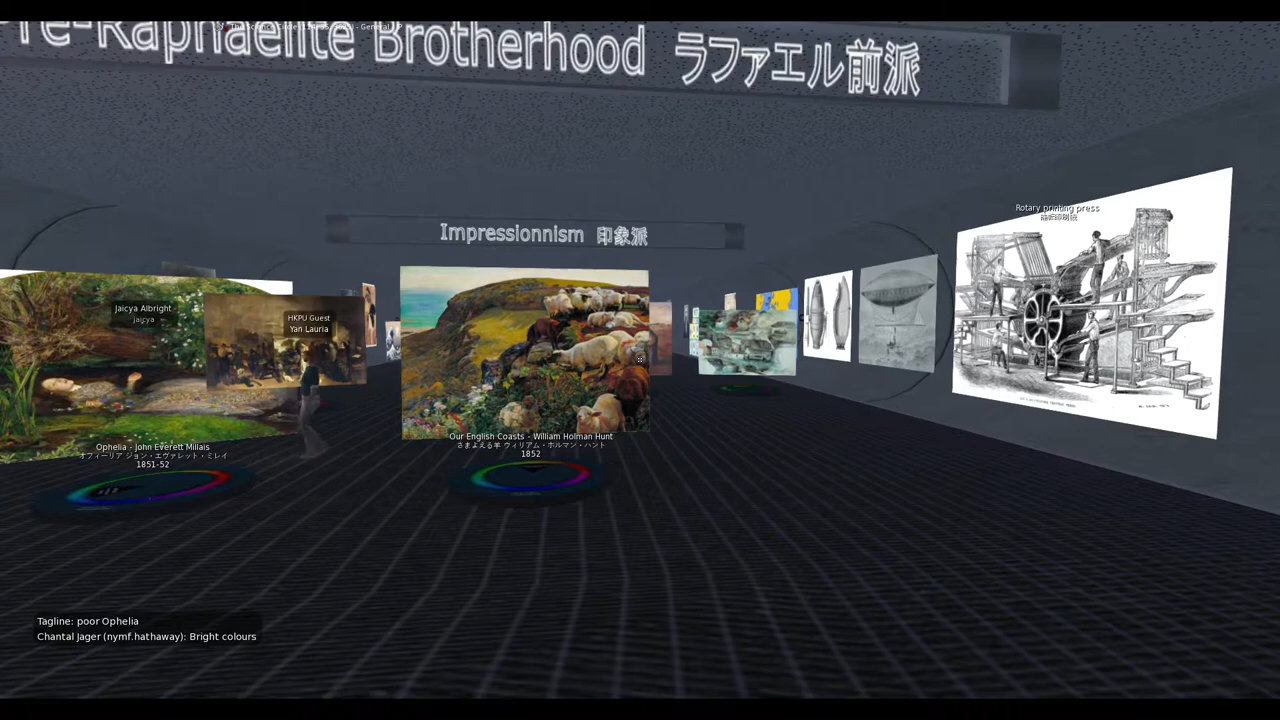 re-Raphaelite Brotherhood ラファエル前派
Impressionnism 印象派
Rotary printing press
Jaicya Albright
jaicya
HKPU Guest
Yan Lauria
Ophelia - John Everett Millais
オフィーリア ジョン・エヴァレット・ミレイ
1851-52
Our English Coasts - William Holman Hunt
さまよえる羊 ウィリアム・ホルマン・ハント
1852
Tagline: poor Ophelia
Chantal Jager (nymf.hathaway): Bright colours